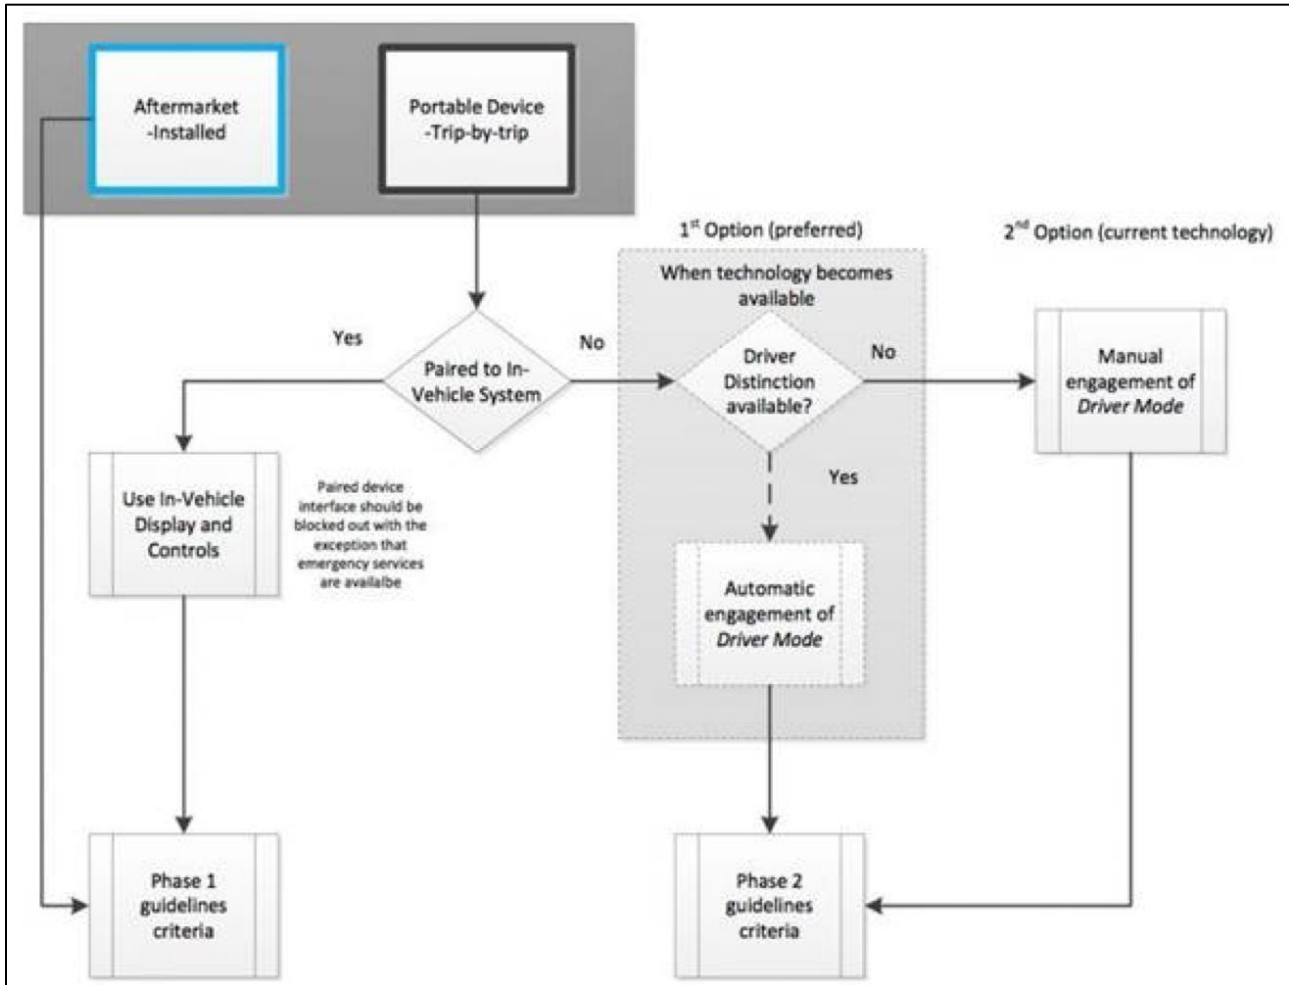 Aftermarket
-Installed
Portable Device
-Trip-by-trip
1st Option (preferred)
2nd Option (current technology)
When technology becomes
available
Yes
Paired to In-
Vehicle System
No
Driver
Distinction
available?
No
Manual
engagement of
Driver Mode
Use In-Vehicle
Display and
Controls
Paired device
interface should be
blocked out with the
exception that
emergency services
are availalbe
Yes
Automatic
engagement of
Driver Mode
Phase 1
guidelines
criteria
Phase 2
guidelines
criteria